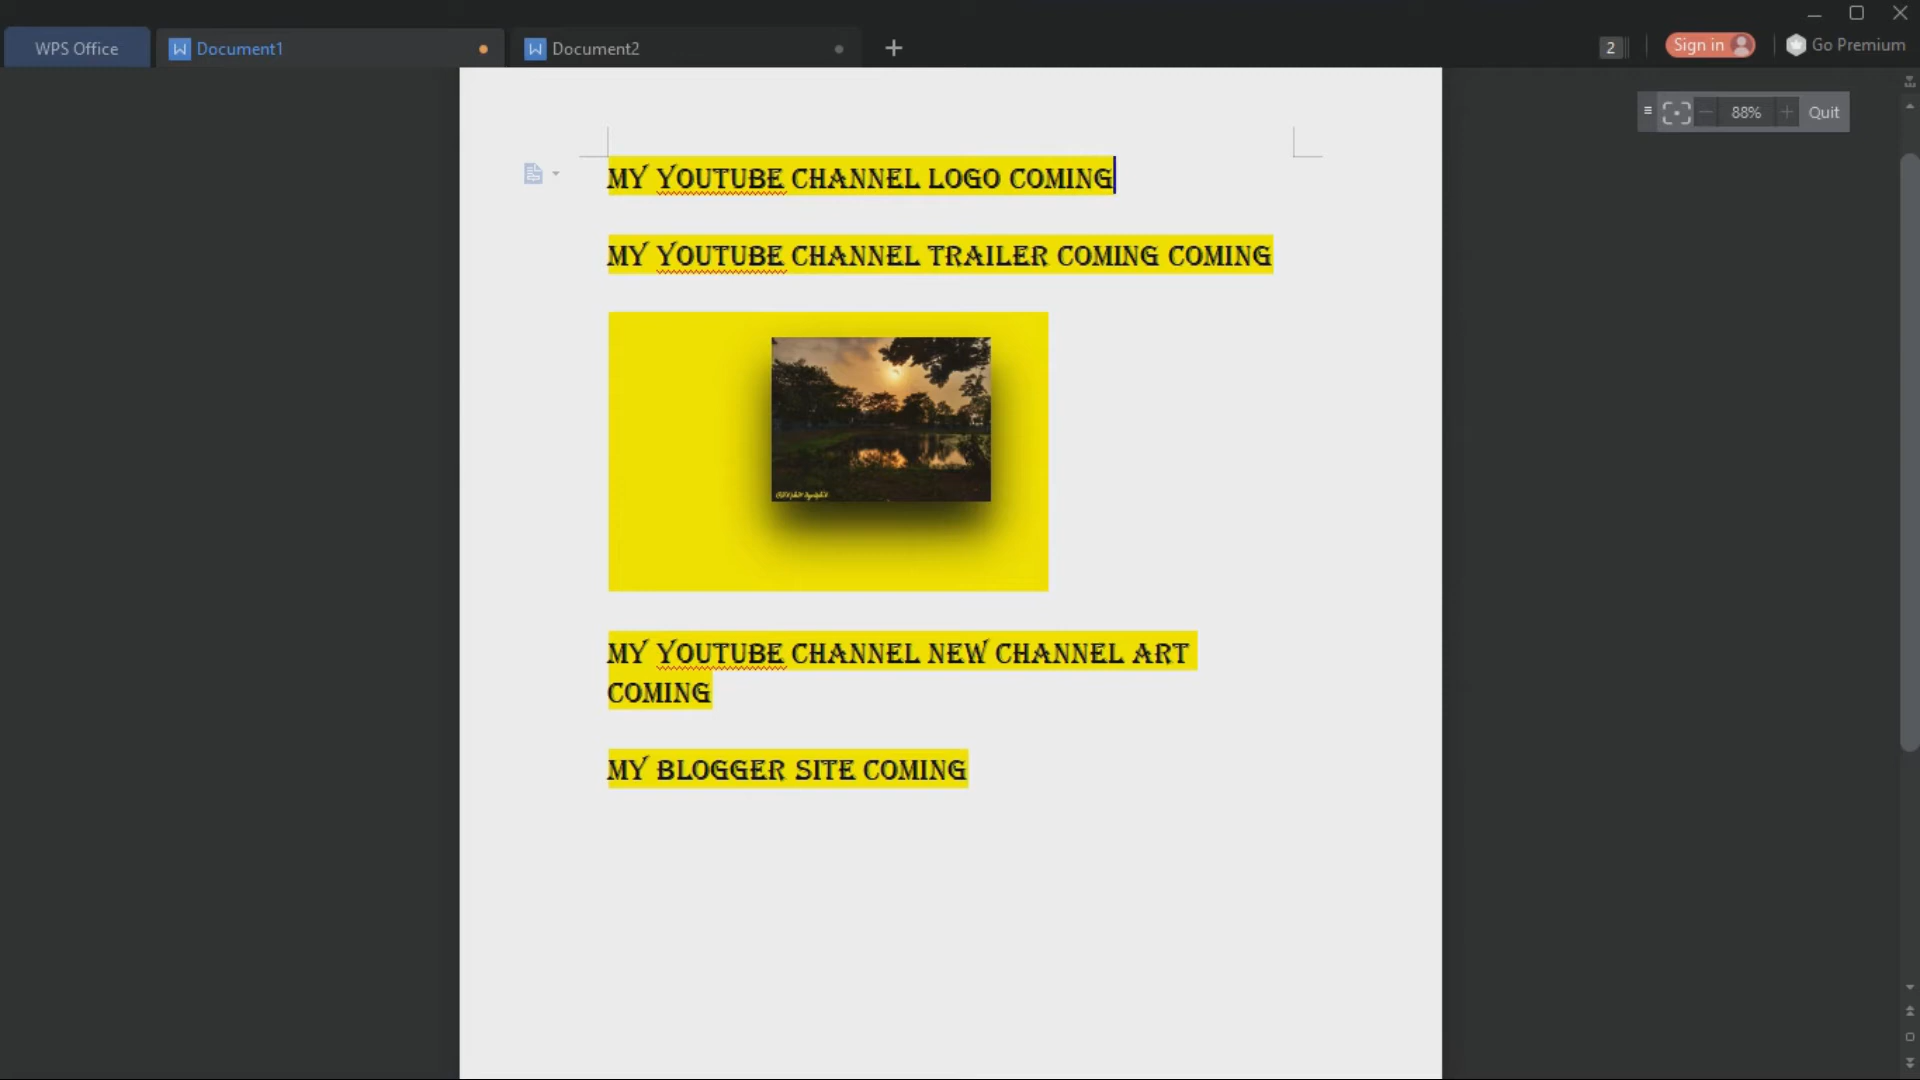 WPS Office
Document1
Document2
2
Sign in
Go Premium
88%
Quit
MY YOUTUBE CHANNEL LOGO COMING
MY YOUTUBE CHANNEL TRAILER COMING COMING
MY YOUTUBE CHANNEL NEW CHANNEL ART
COMING
MY BLOGGER SITE COMING